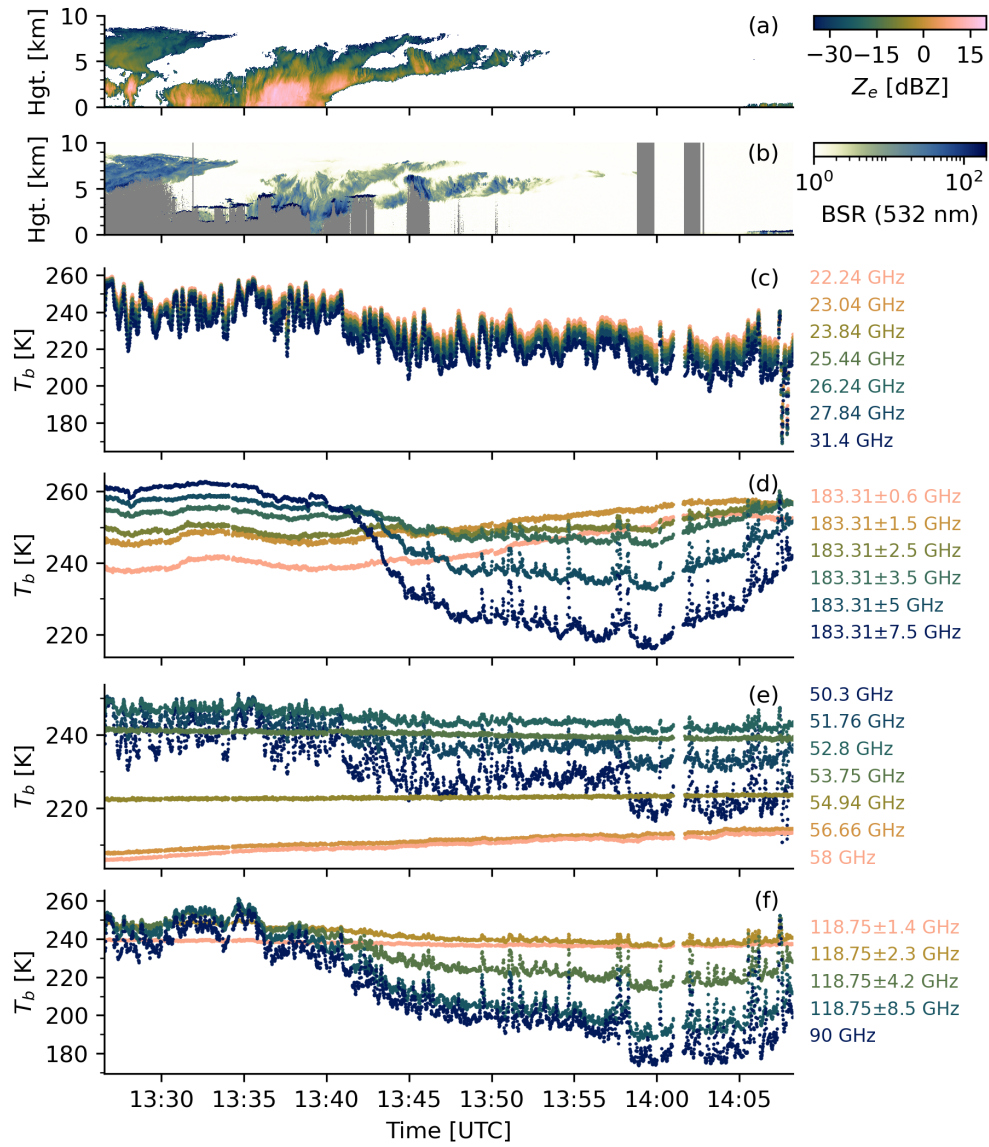 10
5
0
Hgt. [km]
(a)
−30
−15
0
15
Z_e [dBZ]
10
5
0
Hgt. [km]
(b)
10⁰
10²
BSR (532 nm)
260
240
220
200
180
T_b [K]
(c)
22.24 GHz
23.04 GHz
23.84 GHz
25.44 GHz
26.24 GHz
27.84 GHz
31.4 GHz
260
240
220
T_b [K]
(d)
183.31±0.6 GHz
183.31±1.5 GHz
183.31±2.5 GHz
183.31±3.5 GHz
183.31±5 GHz
183.31±7.5 GHz
240
220
T_b [K]
(e)
50.3 GHz
51.76 GHz
52.8 GHz
53.75 GHz
54.94 GHz
56.66 GHz
58 GHz
260
240
220
200
180
T_b [K]
(f)
118.75±1.4 GHz
118.75±2.3 GHz
118.75±4.2 GHz
118.75±8.5 GHz
90 GHz
13:30
13:35
13:40
13:45
13:50
13:55
14:00
14:05
Time [UTC]